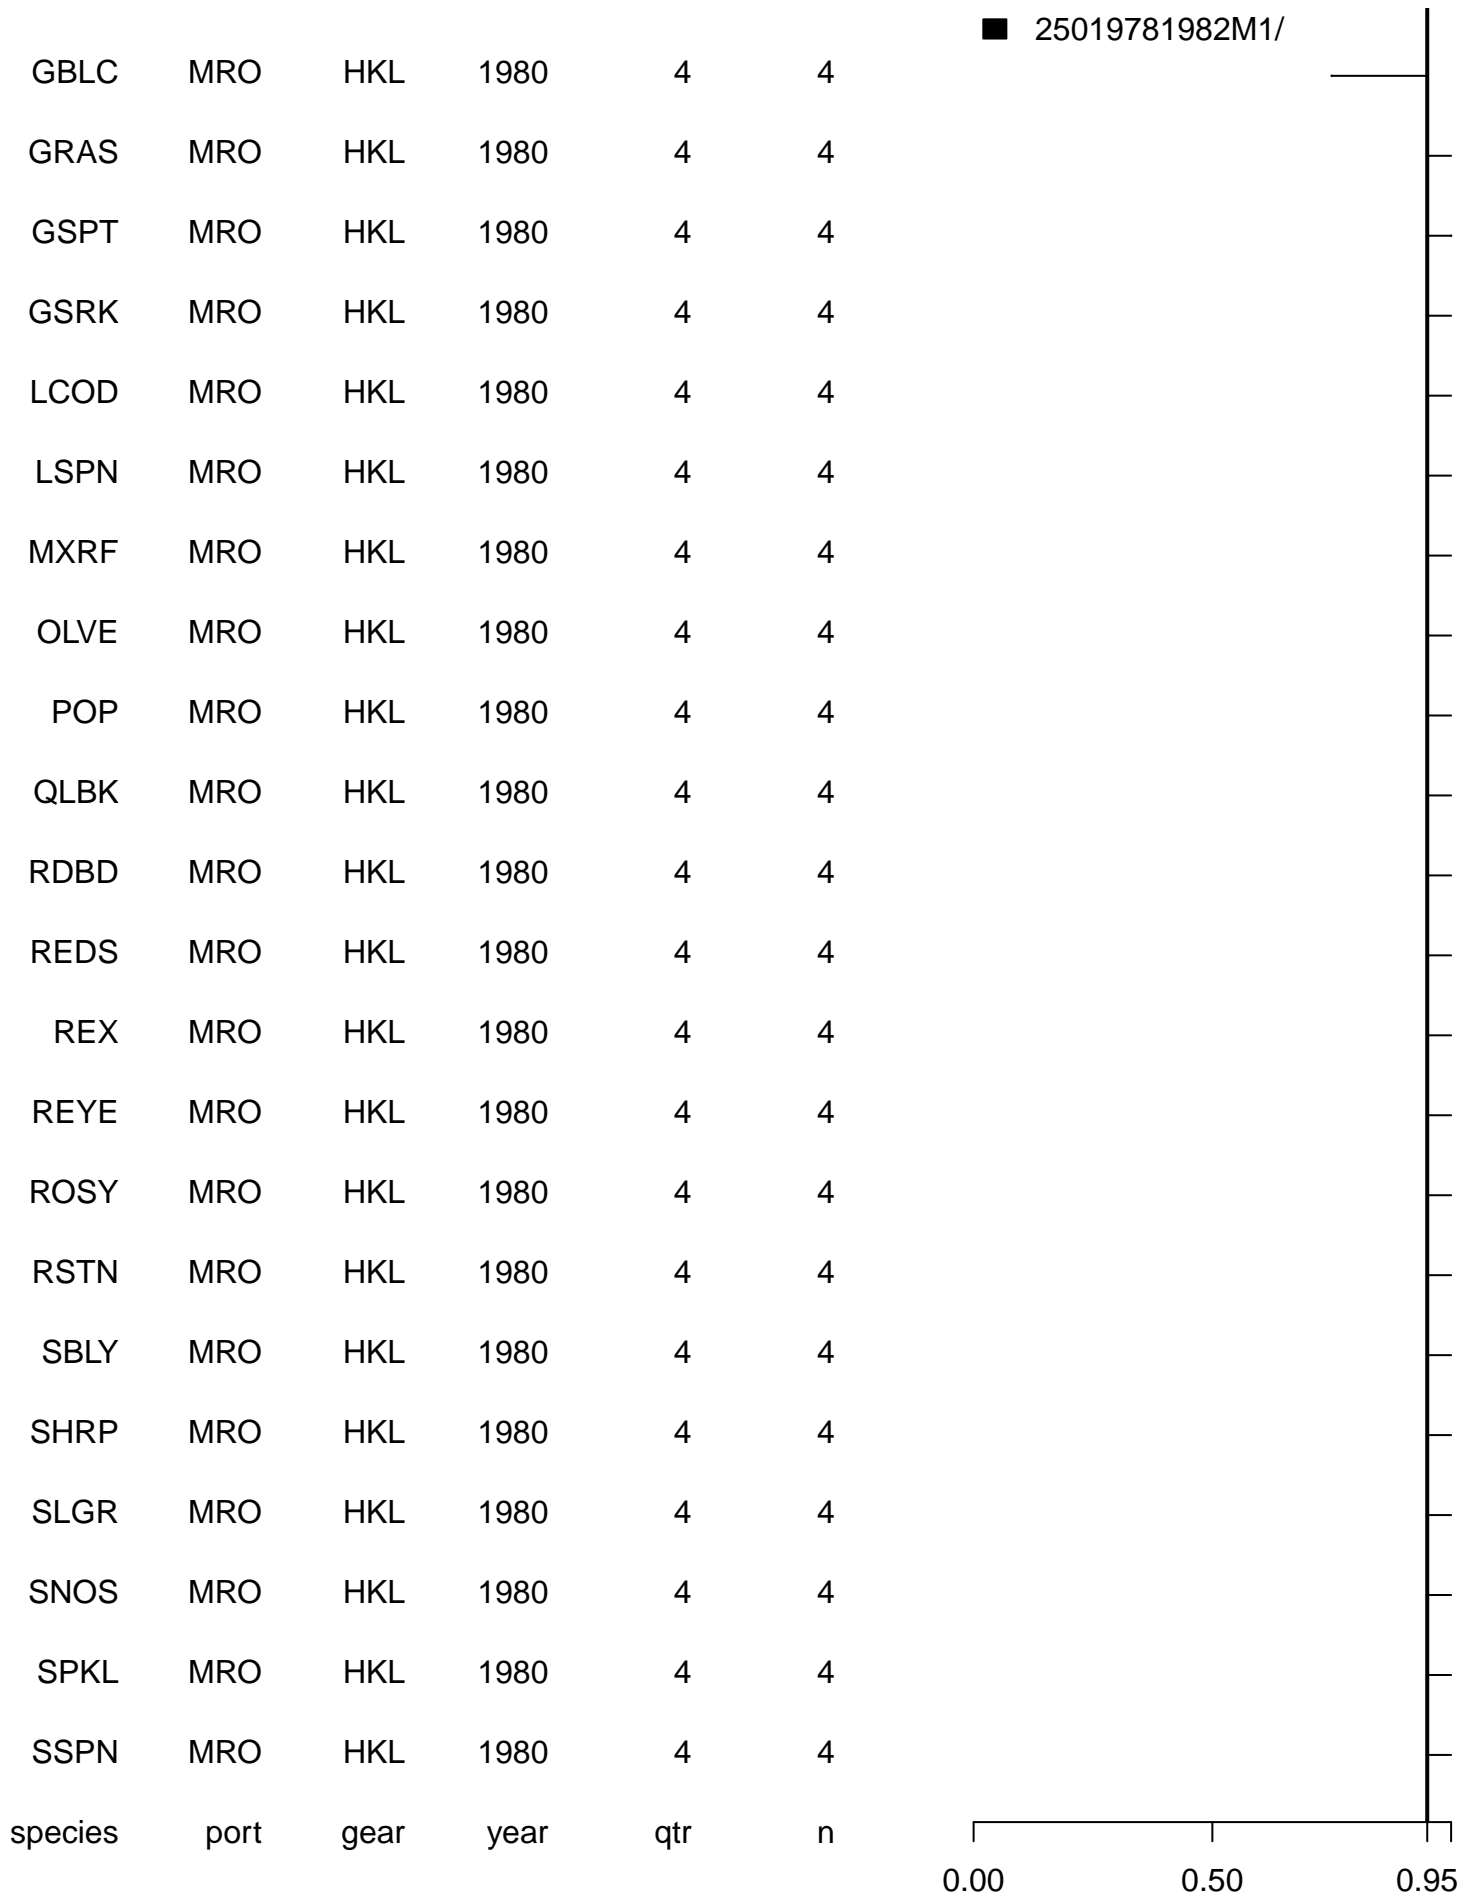 25019781982M1/
GBLC MRO HKL 1980 4 4
GRAS MRO HKL 1980 4 4
GSPT MRO HKL 1980 4 4
GSRK MRO HKL 1980 4 4
LCOD MRO HKL 1980 4 4
LSPN MRO HKL 1980 4 4
MXRF MRO HKL 1980 4 4
OLVE MRO HKL 1980 4 4
POP MRO HKL 1980 4 4
QLBK MRO HKL 1980 4 4
RDBD MRO HKL 1980 4 4
REDS MRO HKL 1980 4 4
REX MRO HKL 1980 4 4
REYE MRO HKL 1980 4 4
ROSY MRO HKL 1980 4 4
RSTN MRO HKL 1980 4 4
SBLY MRO HKL 1980 4 4
SHRP MRO HKL 1980 4 4
SLGR MRO HKL 1980 4 4
SNOS MRO HKL 1980 4 4
SPKL MRO HKL 1980 4 4
SSPN MRO HKL 1980 4 4
species port gear year qtr n
0.00 0.50 0.95